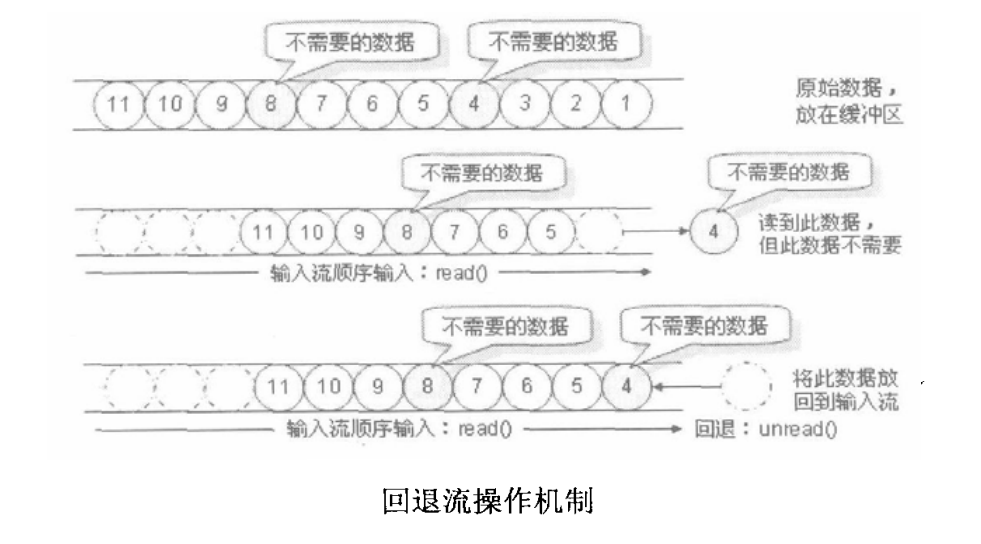 不需要的数据 不需要的数据
11 10 9 8 7 6 5 4 3 2 1
原始数据，
放在缓冲区
不需要的数据 不需要的数据
11 10 9 8 7 6 5 4
读到此数据，
但此数据不需要
输入流顺序输入：read()
不需要的数据 不需要的数据
11 10 9 8 7 6 5 4
将此数据放
回到输入流
输入流顺序输入：read() 回退：unread()
回退流操作机制